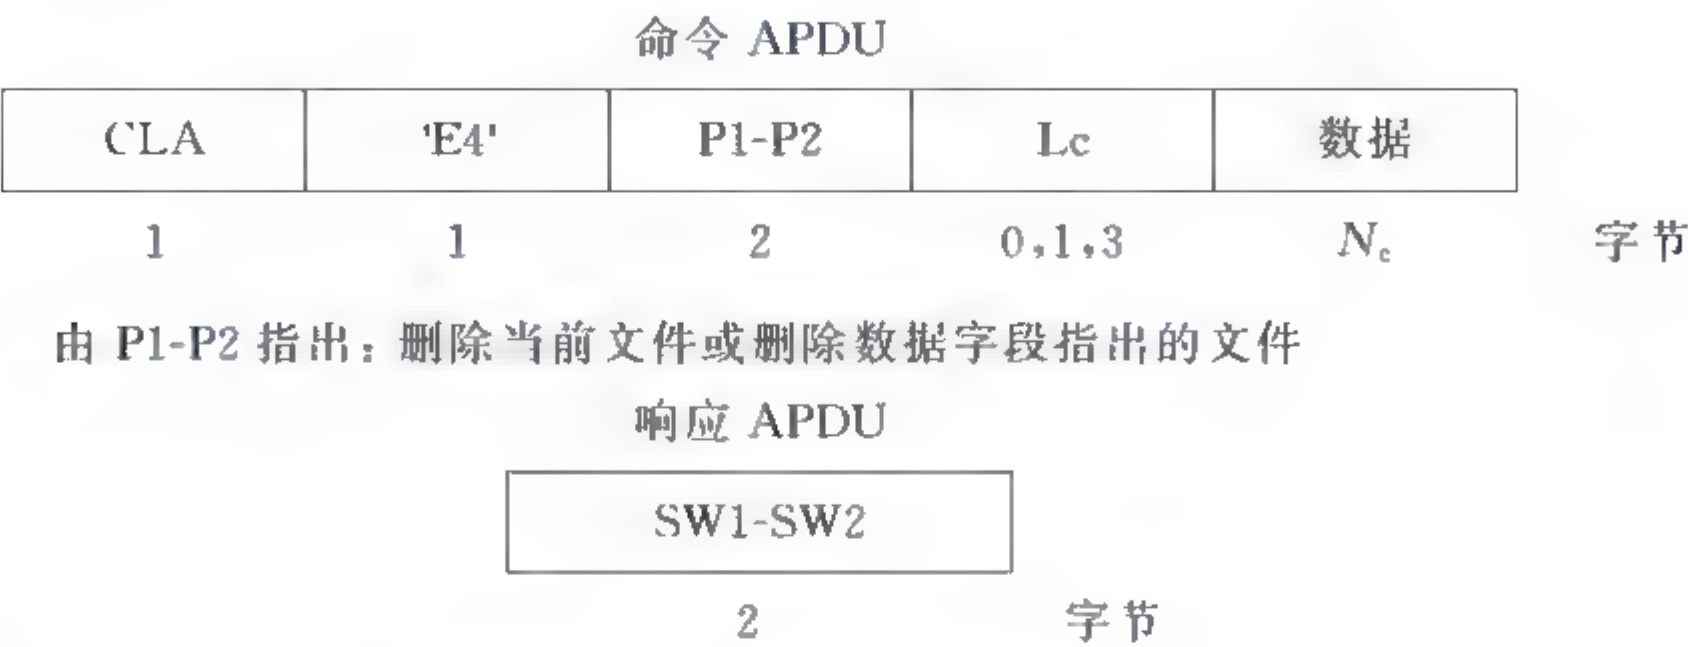 命令 APDU
CLA 'E4' P1-P2 Lc 数据
1 1 2 0,1,3 Nc 字节
由 P1-P2 指出：删除当前文件或删除数据字段指出的文件
响应 APDU
SW1-SW2
2 字节